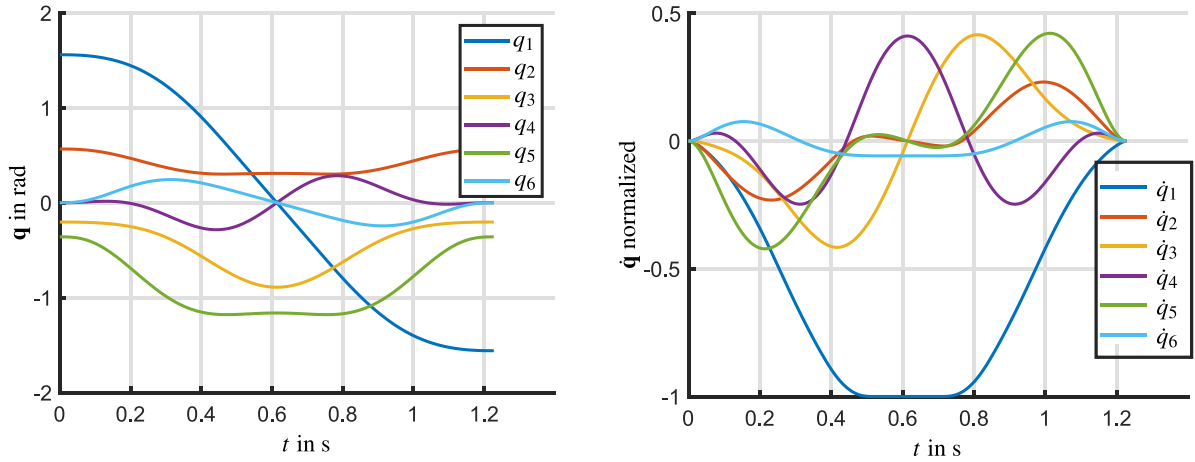 2
1
0
-1
-2
q in rad
0
0.2
0.4
0.6
0.8
1
1.2
t in s
q1
q2
q3
q4
q5
q6
0.5
0
-0.5
-1
q̇ normalized
0
0.2
0.4
0.6
0.8
1
1.2
t in s
q̇1
q̇2
q̇3
q̇4
q̇5
q̇6